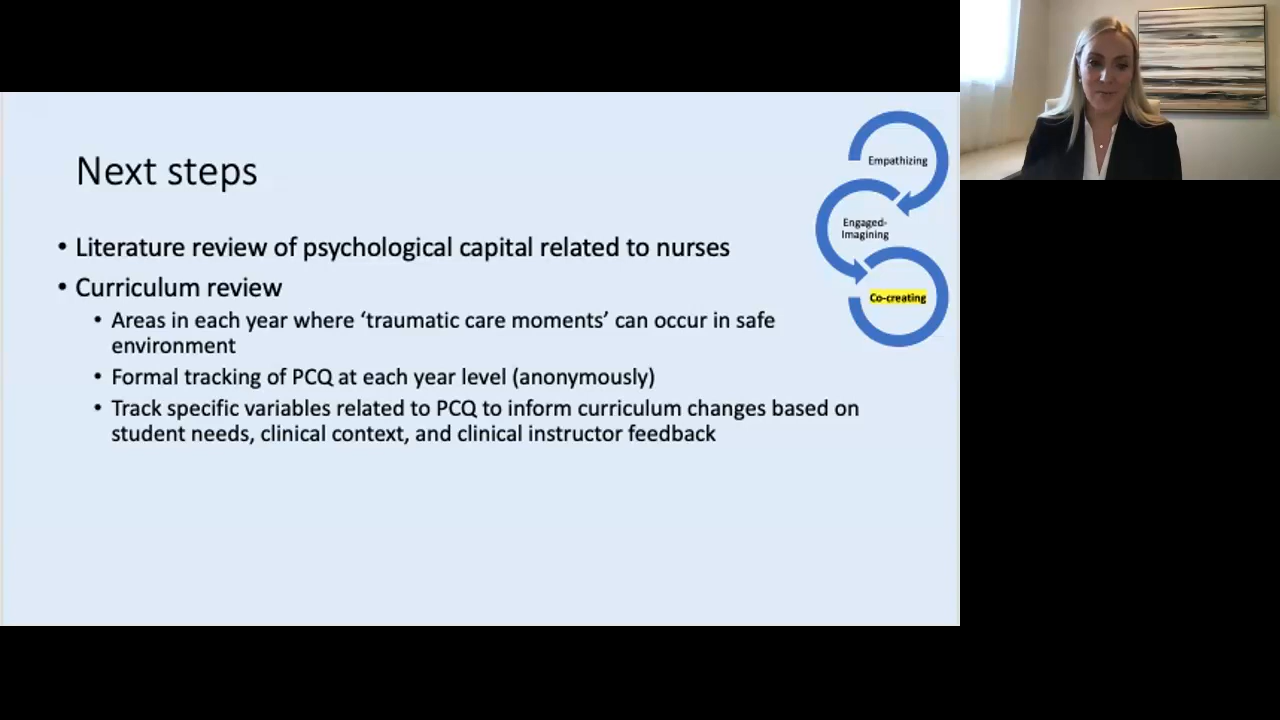 Next steps
• Literature review of psychological capital related to nurses
• Curriculum review
• Areas in each year where ‘traumatic care moments’ can occur in safe
environment
• Formal tracking of PCQ at each year level (anonymously)
• Track specific variables related to PCQ to inform curriculum changes based on
student needs, clinical context, and clinical instructor feedback
Empathizing
Engaged-
Imagining
Co-creating